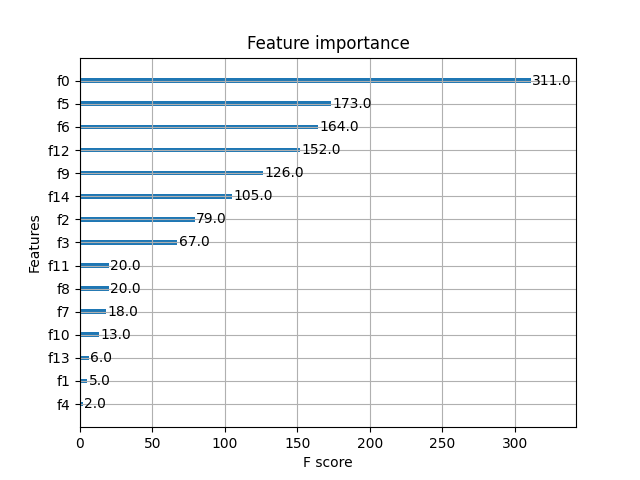 Feature importance
f0 311.0
f5 173.0
f6 164.0
f12 152.0
f9 126.0
f14 105.0
f2 79.0
f3 67.0
f11 20.0
f8 20.0
f7 18.0
f10 13.0
f13 6.0
f1 5.0
f4 2.0
Features
0 50 100 150 200 250 300
F score